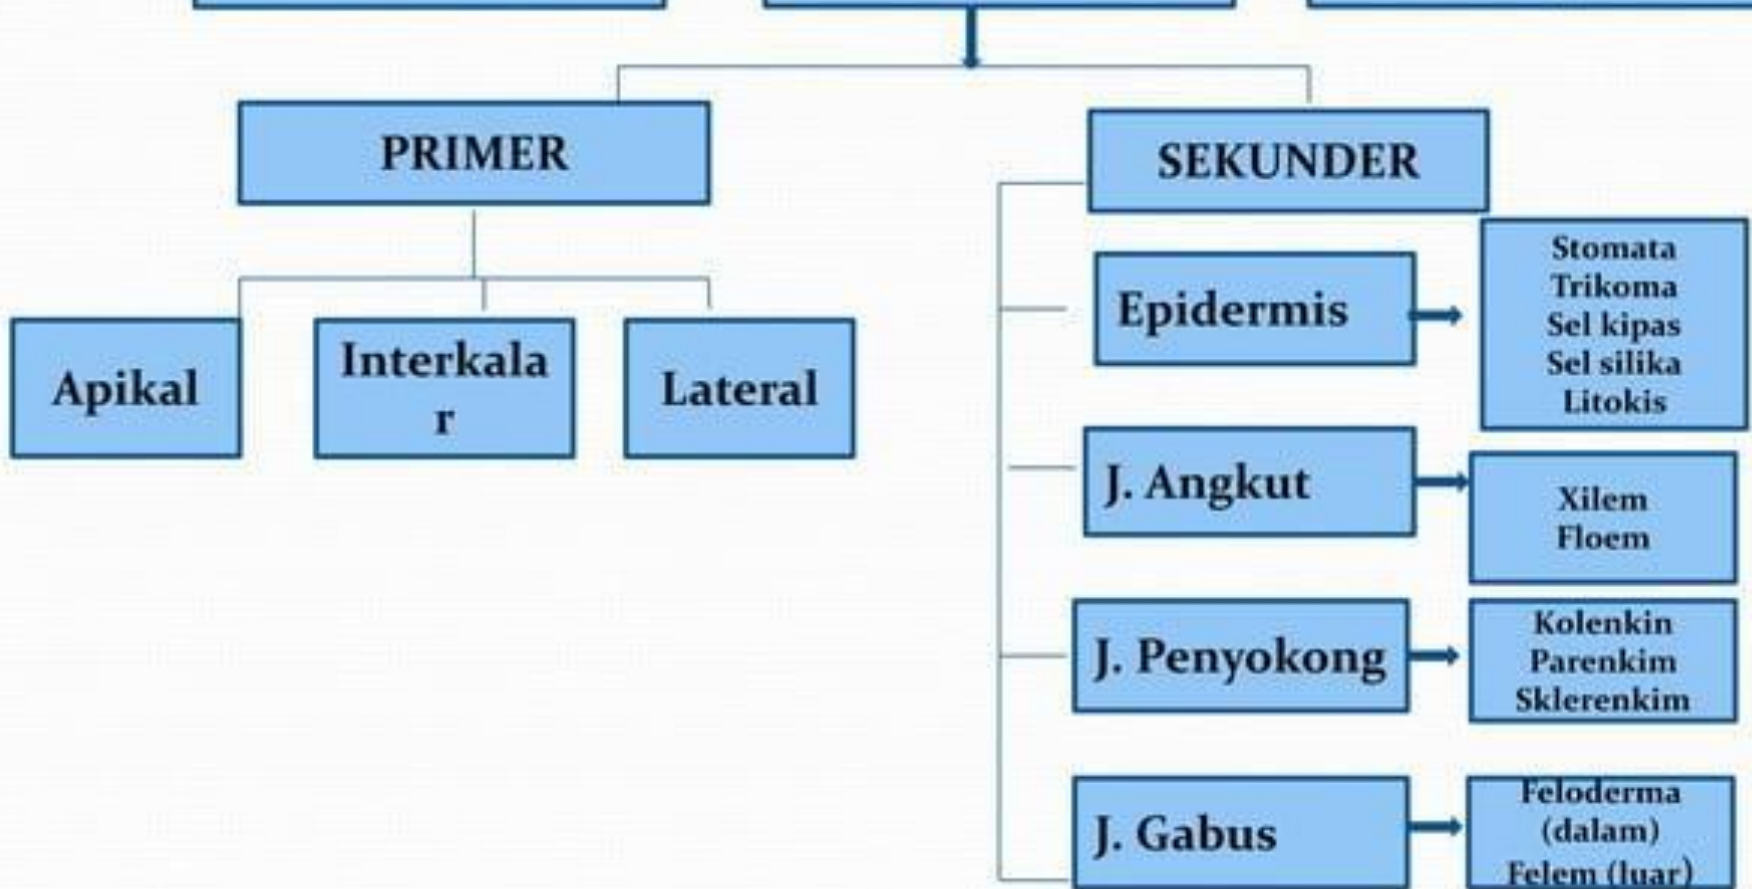 PRIMER
SEKUNDER
Apikal
Interkala
r
Lateral
Epidermis
Stomata
Trikoma
Sel kipas
Sel silika
Litokis
J. Angkut
Xilem
Floem
J. Penyokong
Kolenkin
Parenkim
Sklerenkim
J. Gabus
Feloderma
(dalam)
Felem (luar)